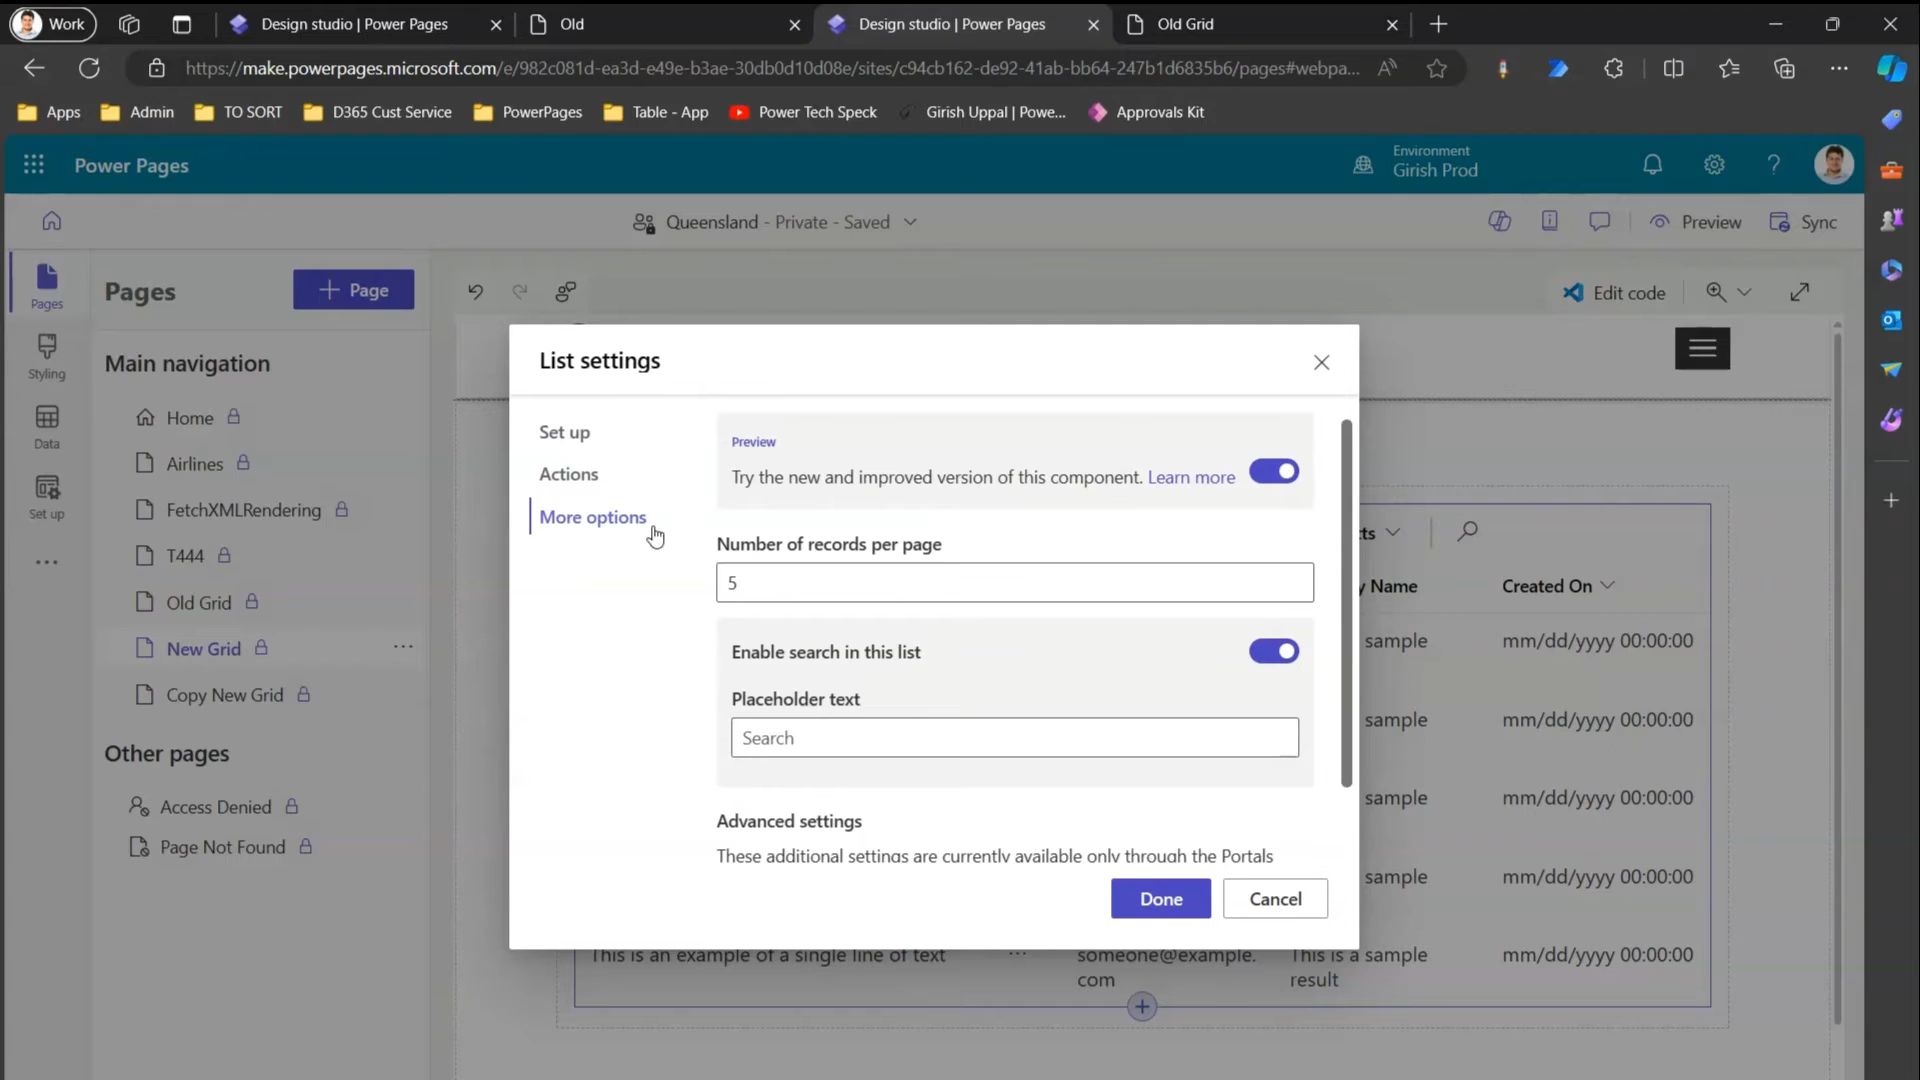 Work
Design studio | Power Pages
Old
Design studio | Power Pages
Old Grid
https://make.powerpages.microsoft.com/e/982c081d-ea3d-e49e-b3ae-30db0d10d08e/sites/c94cb162-de92-41ab-bb64-247b1d6835b6/pages#webpa...
Apps
Admin
TO SORT
D365 Cust Service
PowerPages
Table - App
Power Tech Speck
Girish Uppal | Powe...
Approvals Kit
Power Pages
Environment
Girish Prod
Queensland - Private - Saved
Preview
Sync
Pages
Styling
Data
Set up
Pages
+ Page
Edit code
Main navigation
Home
Airlines
FetchXMLRendering
T444
Old Grid
New Grid
Copy New Grid
Other pages
Access Denied
Page Not Found
List settings
Set up
Actions
More options
Preview
Try the new and improved version of this component. Learn more
Number of records per page
5
Enable search in this list
Placeholder text
Search
Advanced settings
These additional settings are currently available only through the Portals
Done
Cancel
ts
y Name
Created On
sample
mm/dd/yyyy 00:00:00
sample
mm/dd/yyyy 00:00:00
sample
mm/dd/yyyy 00:00:00
sample
mm/dd/yyyy 00:00:00
This is an example of a single line of text
someone@example.
com
This is a sample
result
mm/dd/yyyy 00:00:00